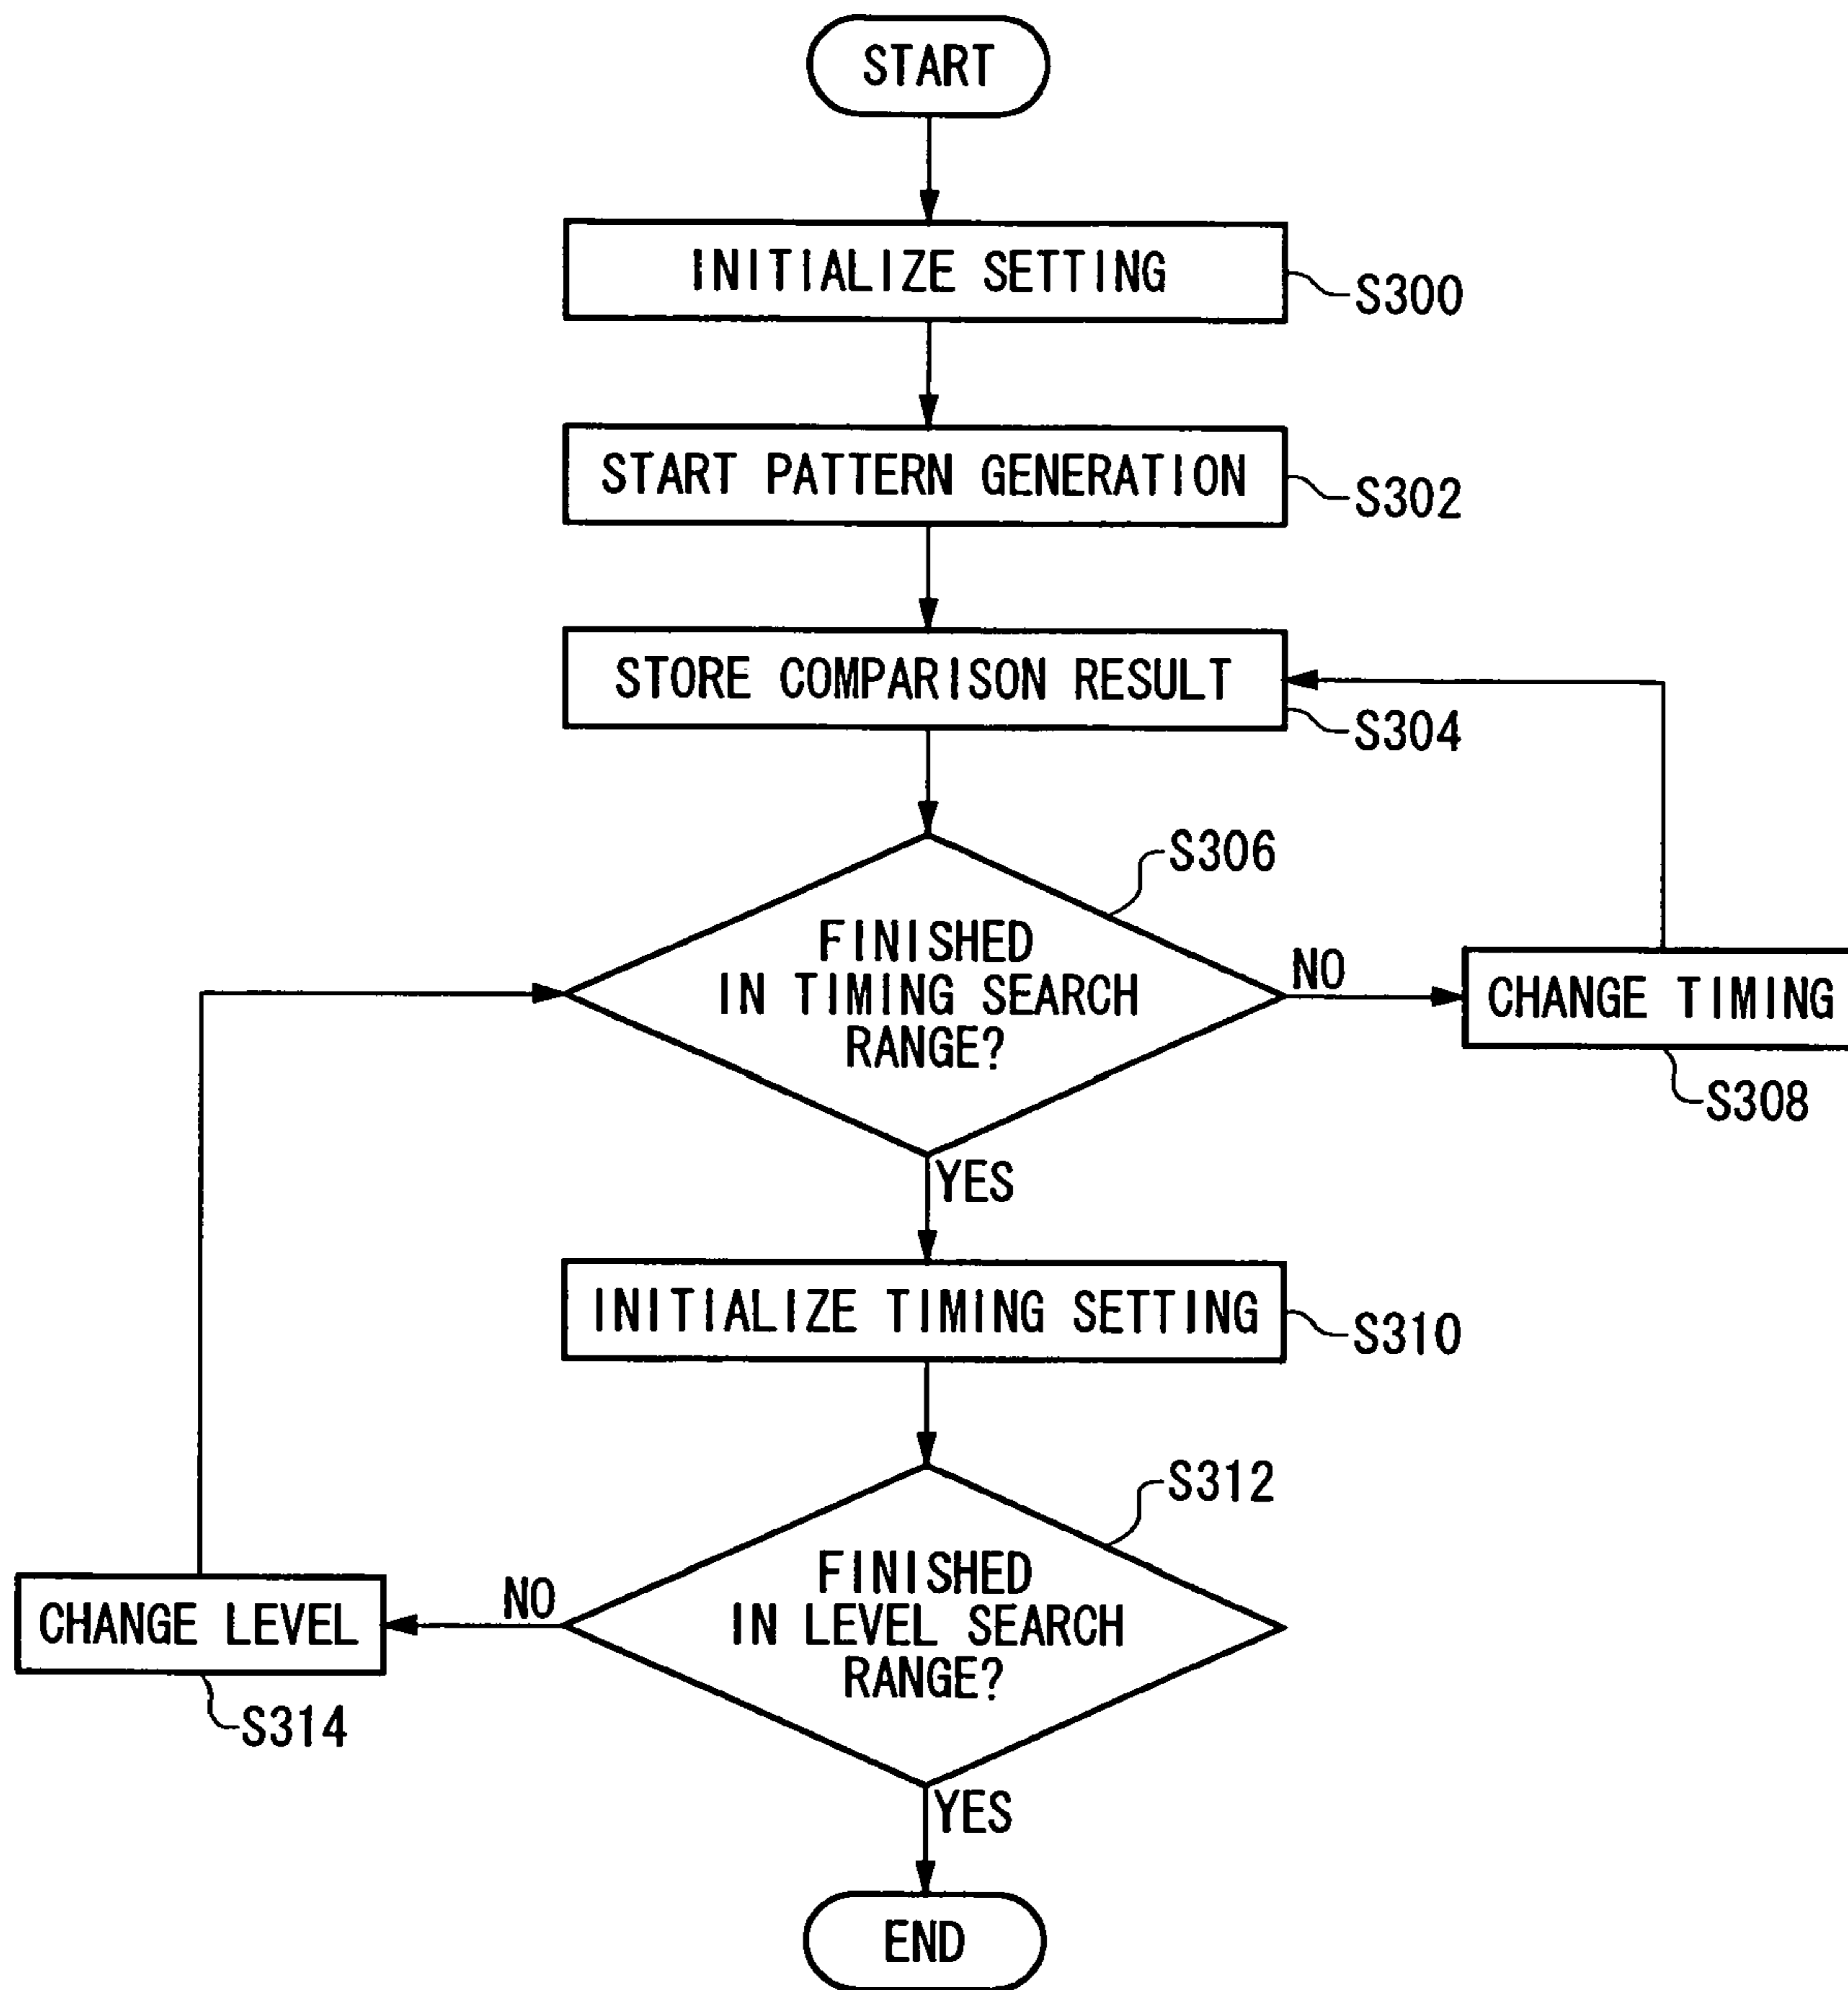 START
INITIALIZE SETTING
S300
START PATTERN GENERATION
S302
STORE COMPARISON RESULT
S304
S306
FINISHED
IN TIMING SEARCH
RANGE?
NO
CHANGE TIMING
S308
YES
INITIALIZE TIMING SETTING
S310
S312
FINISHED
IN LEVEL SEARCH
RANGE?
NO
CHANGE LEVEL
S314
YES
END